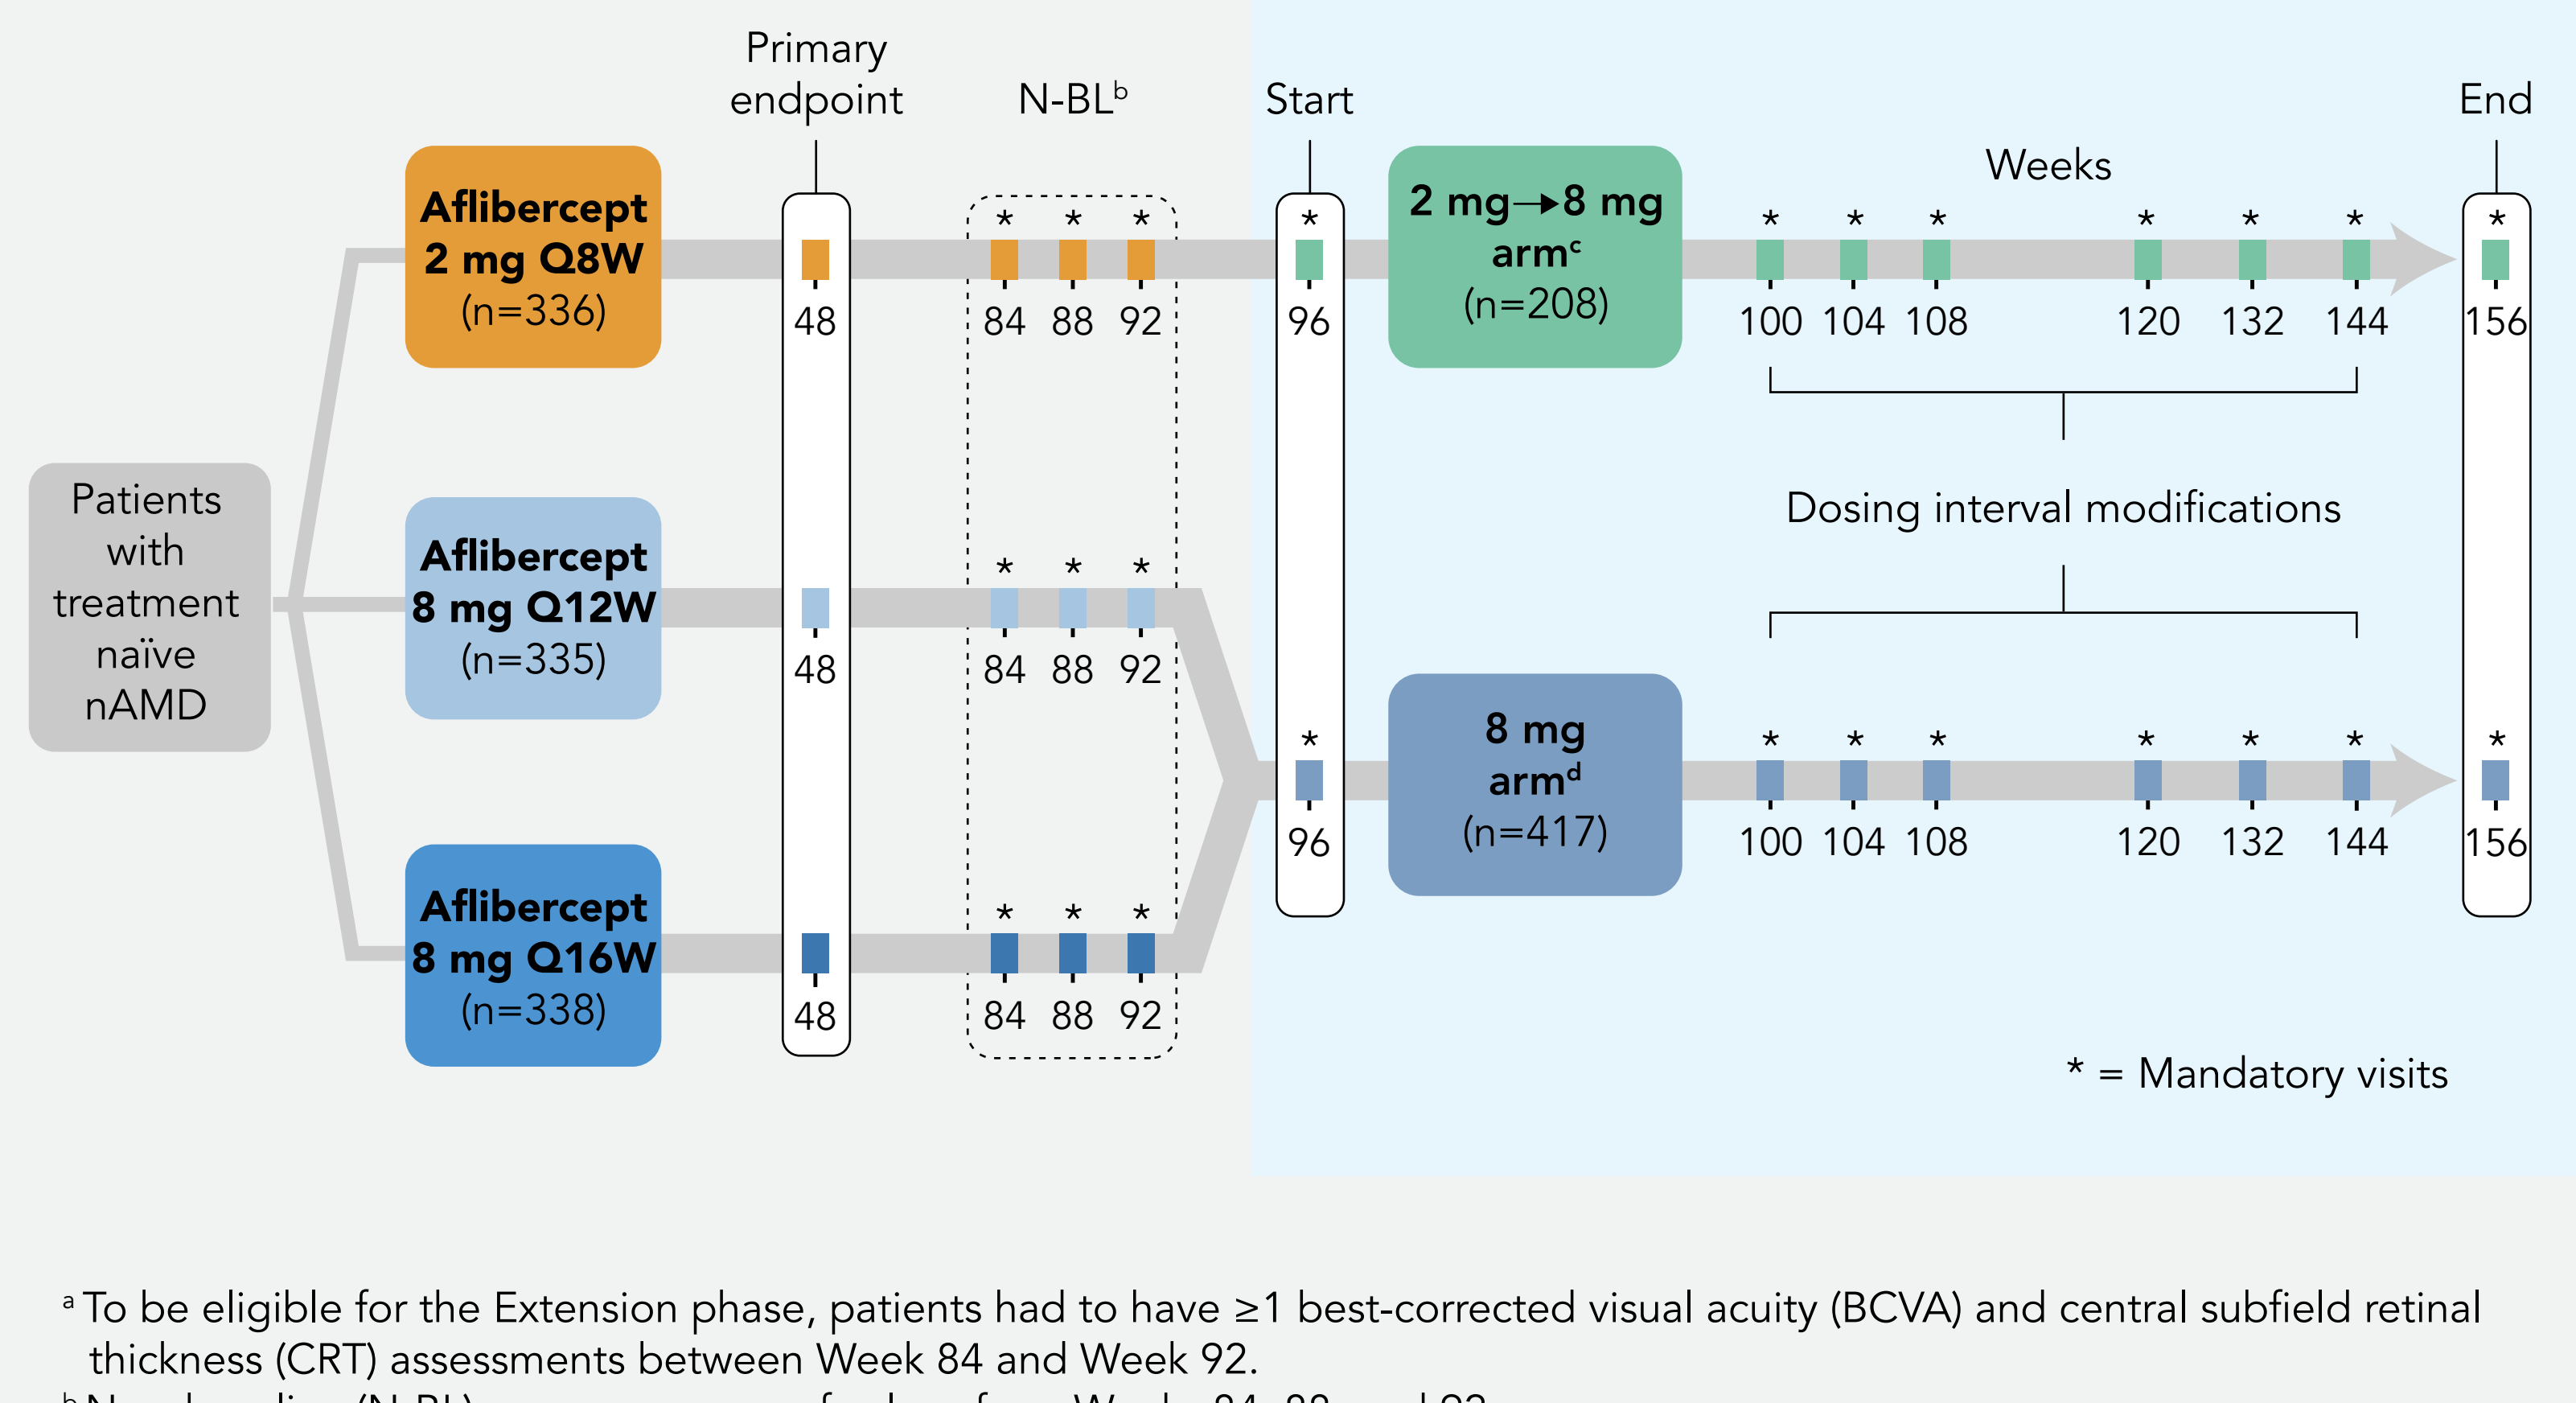 Primary
endpoint
N-BLᵇ
Start
End
Weeks
Aflibercept
2 mg Q8W
(n=336)
2 mg→8 mg
armᶜ
(n=208)
* * * * * * * * * * *
48 84 88 92 96 100 104 108 120 132 144 156
Patients
with
treatment
naïve
nAMD
Aflibercept
8 mg Q12W
(n=335)
* * *
48 84 88 92
Dosing interval modifications
8 mg
armᵈ
(n=417)
* * * * * * * *
96 100 104 108 120 132 144 156
Aflibercept
8 mg Q16W
(n=338)
* * *
48 84 88 92
* = Mandatory visits
ᵃ To be eligible for the Extension phase, patients had to have ≥1 best-corrected visual acuity (BCVA) and central subfield retinal
thickness (CRT) assessments between Week 84 and Week 92.